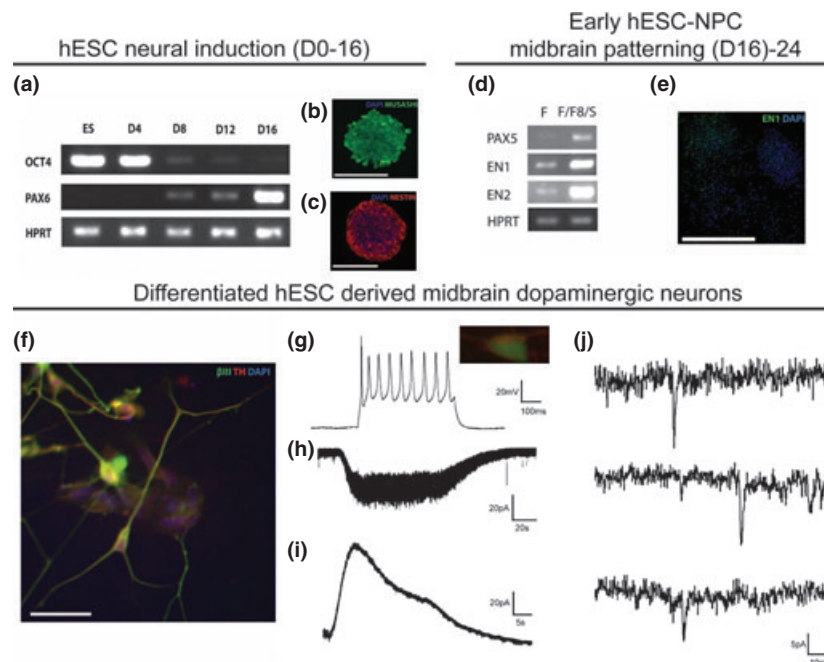 hESC neural induction (D0-16)
Early hESC-NPC
midbrain patterning (D16)-24
(a)
ES D4 D8 D12 D16
OCT4
PAX6
HPRT
(b)
DAPI MUSASHI
(c)
DAPI NESTIN
(d)
F F/F8/S
PAX5
EN1
EN2
HPRT
(e)
EN1 DAPI
Differentiated hESC derived midbrain dopaminergic neurons
(f)
βIII TH DAPI
(g)
20mV
100ms
(h)
20pA
20s
(i)
20pA
5s
(j)
5pA